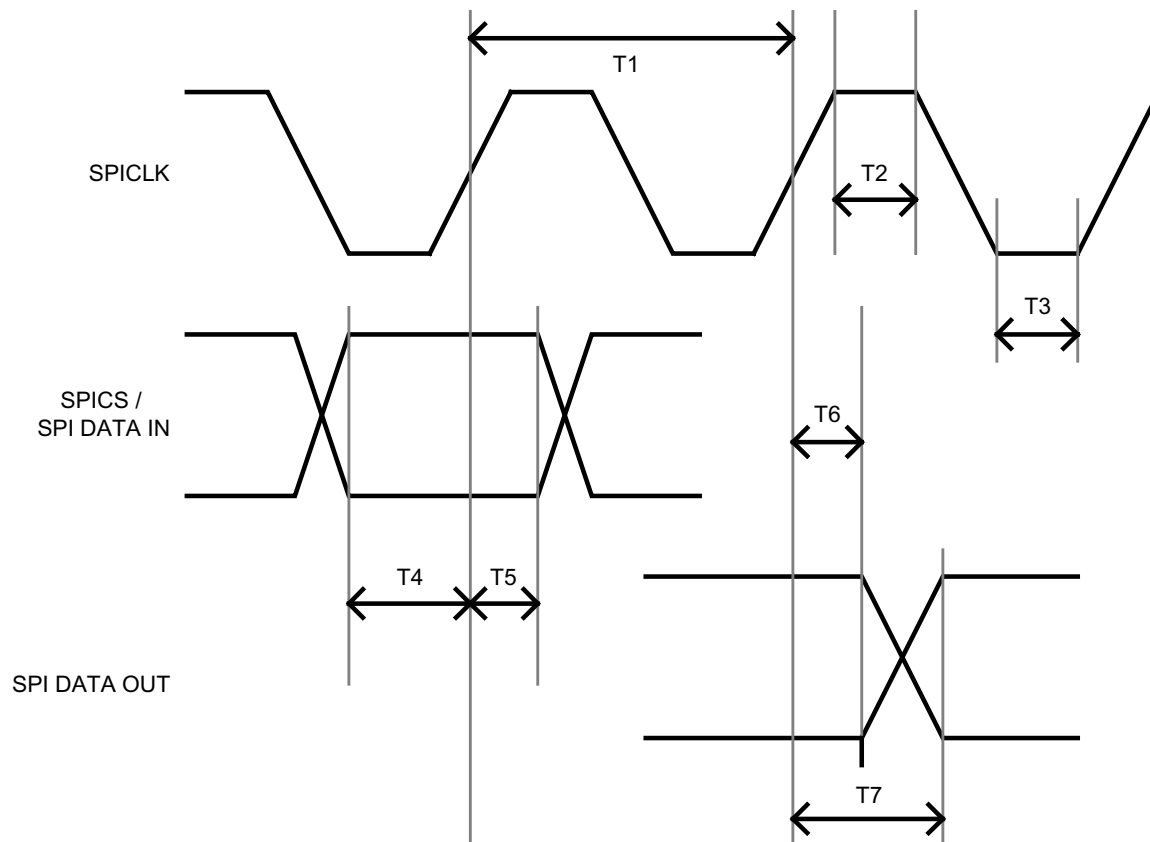 T1
SPICLK
T2
T3
SPICS /
SPI DATA IN
T6
T4
T5
SPI DATA OUT
T7